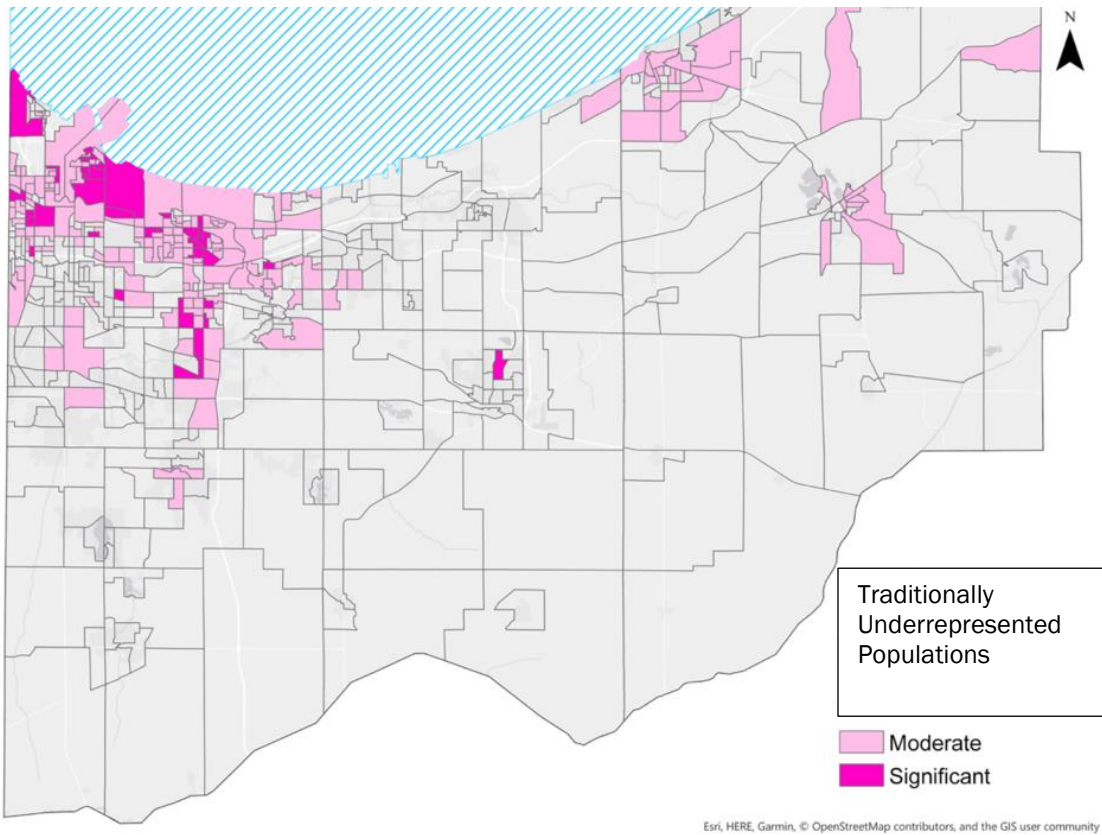 N
Traditionally
Underrepresented
Populations
Moderate
Significant
Esri, HERE, Garmin, © OpenStreetMap contributors, and the GIS user community